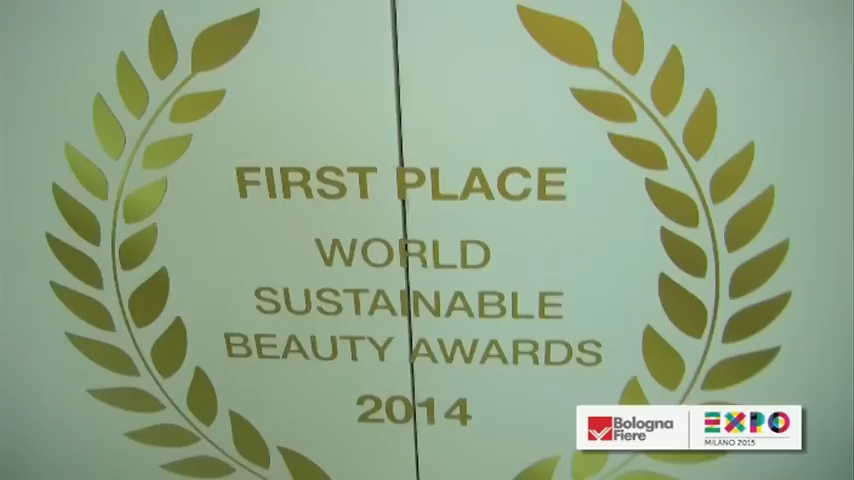 FIRST PLACE
WORLD
SUSTAINABLE
BEAUTY AWARDS
2014
Bologna
Fiere
EXPO
MILANO 2015